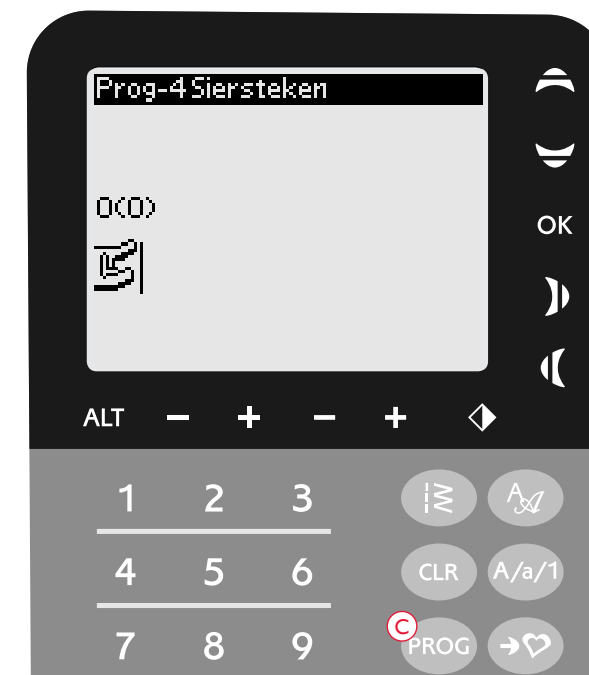 Prog-4 Siersteken
0(0)
OK
ALT - + - +
1 2 3
4 5 6 CLR A/a/1
C
7 8 9 PROG